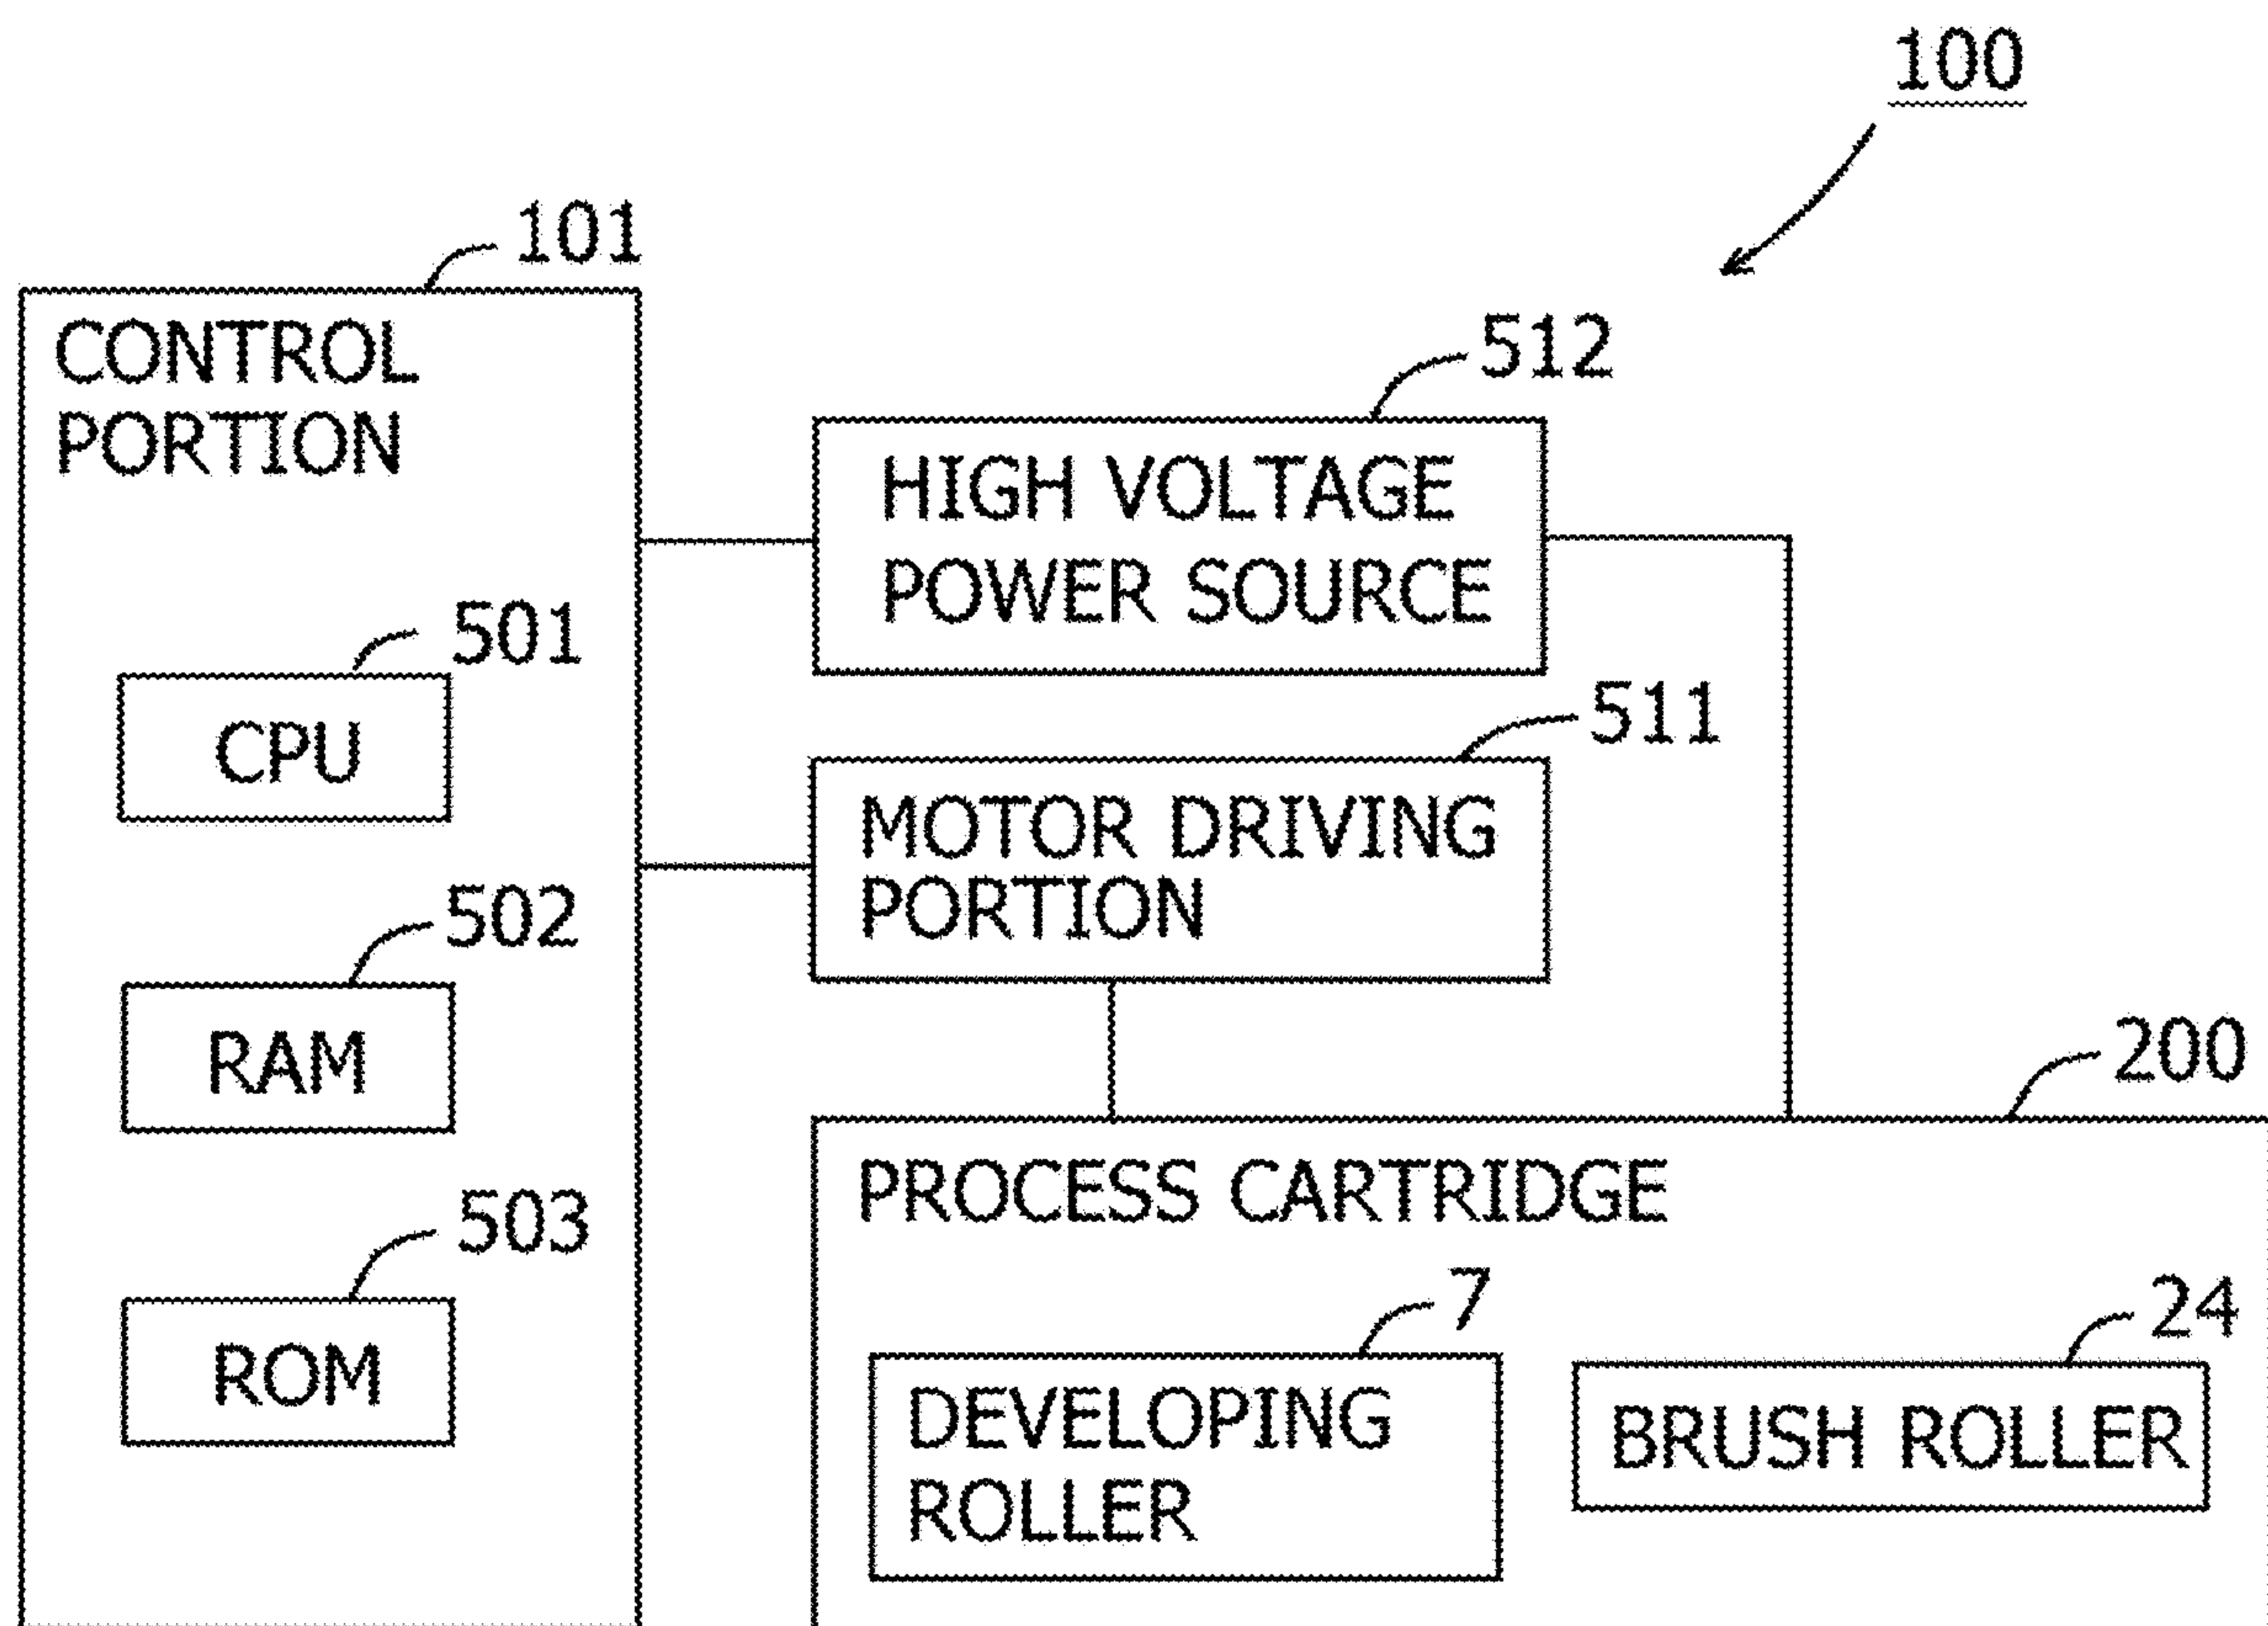 100
101
CONTROL
PORTION
501
CPU
502
RAM
503
ROM
512
HIGH VOLTAGE
POWER SOURCE
511
MOTOR DRIVING
PORTION
200
PROCESS CARTRIDGE
7
DEVELOPING
ROLLER
24
BRUSH ROLLER